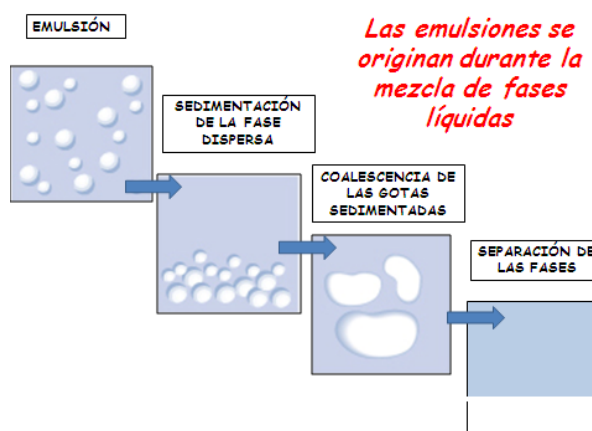 EMULSIÓN
Las emulsiones se
originan durante la
mezcla de fases
líquidas
SEDIMENTACIÓN
DE LA FASE
DISPERSA
COALESCENCIA DE
LAS GOTAS
SEDIMENTADAS
SEPARACIÓN DE
LAS FASES